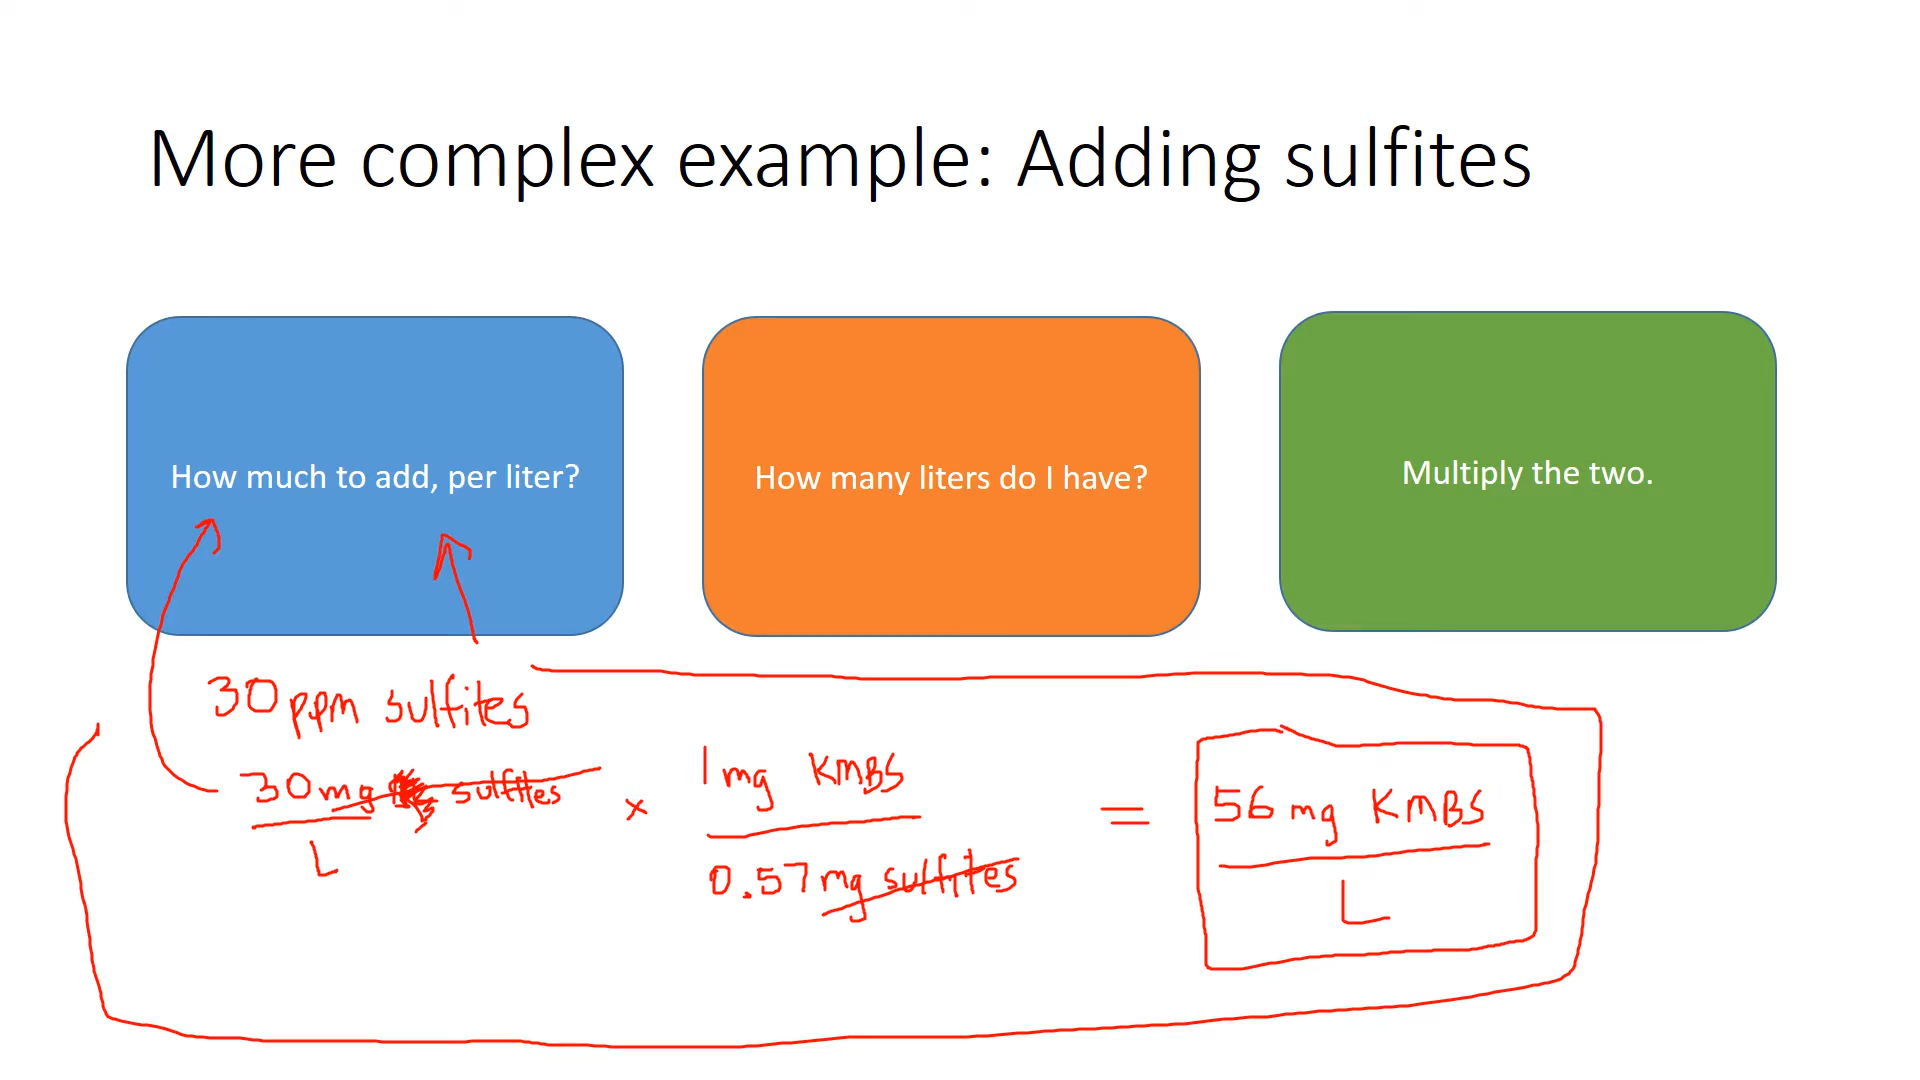 More complex example: Adding sulfites
How much to add, per liter?
How many liters do I have?
Multiply the two.
30 ppm sulfites
30 mg sulfites
L
×
1 mg KMBS
0.57 mg sulfites
=
56 mg KMBS
L